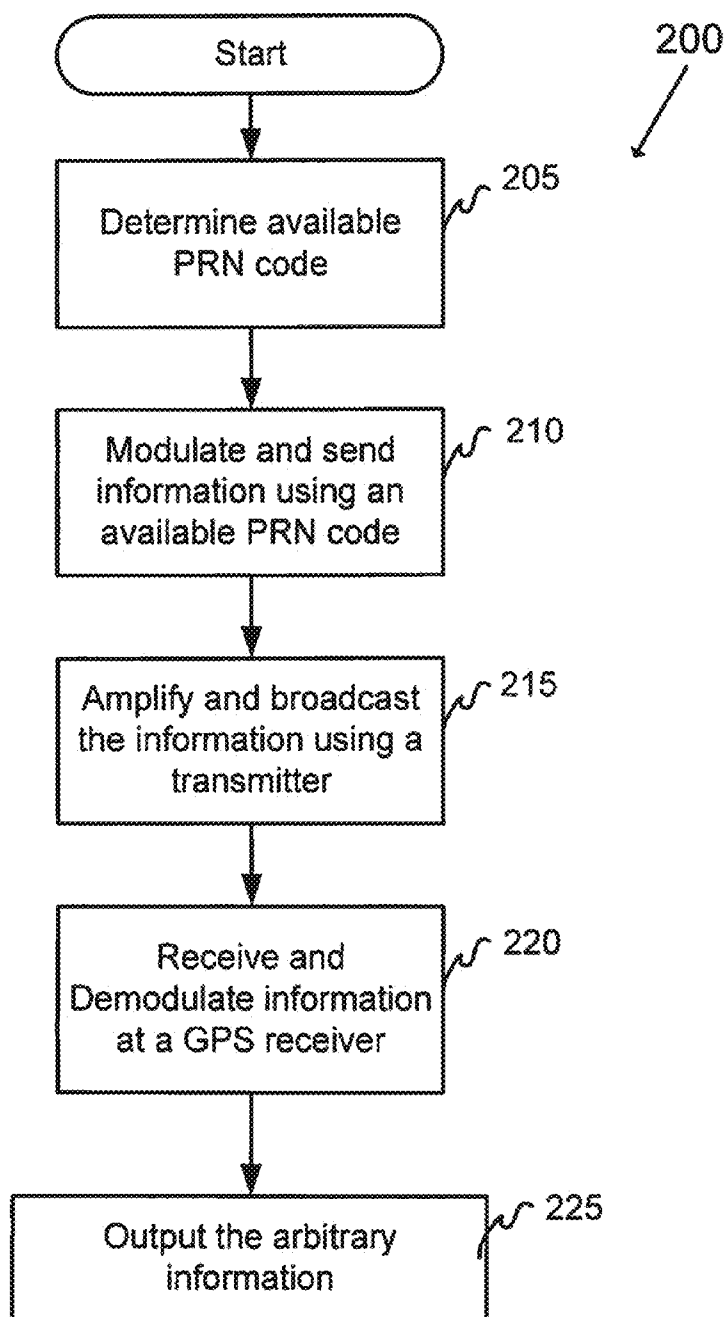 Start
200
Determine available
PRN code
205
Modulate and send
information using an
available PRN code
210
Amplify and broadcast
the information using a
transmitter
215
Receive and
Demodulate information
at a GPS receiver
220
Output the arbitrary
information
225